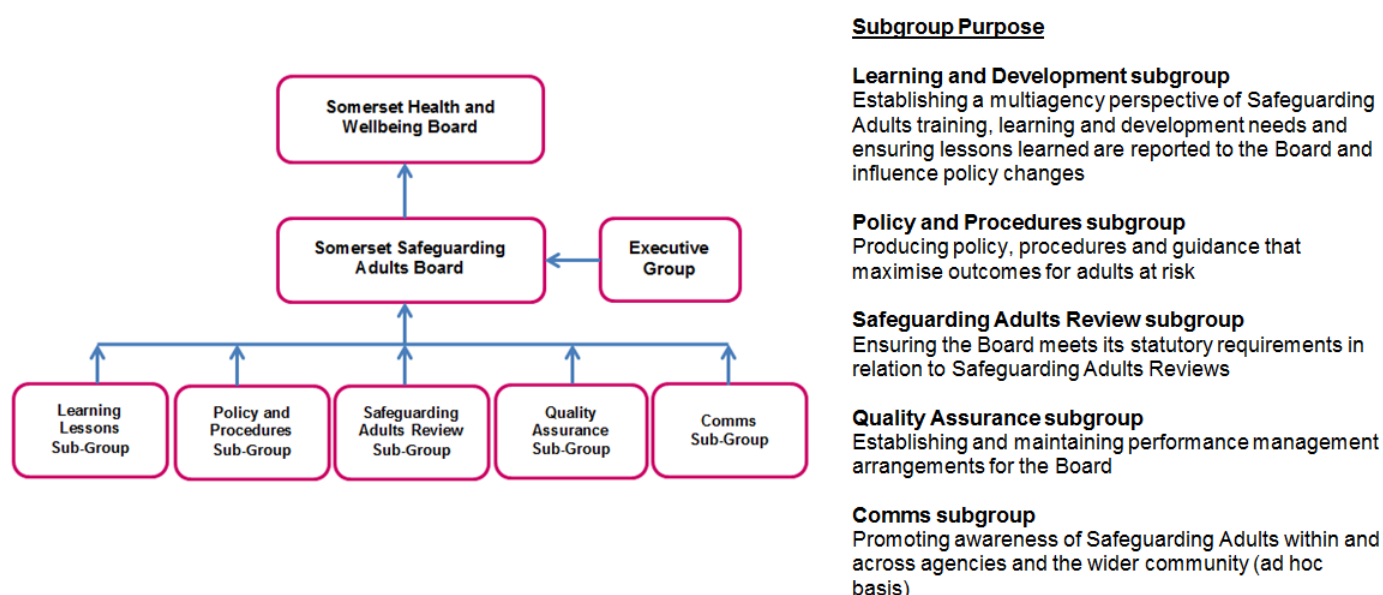 Somerset Health and
Wellbeing Board
Somerset Safeguarding
Adults Board
Executive
Group
Learning
Lessons
Sub-Group
Policy and
Procedures
Sub-Group
Safeguarding
Adults Review
Sub-Group
Quality
Assurance
Sub-Group
Comms
Sub-Group
Subgroup Purpose
Learning and Development subgroup
Establishing a multiagency perspective of Safeguarding
Adults training, learning and development needs and
ensuring lessons learned are reported to the Board and
influence policy changes
Policy and Procedures subgroup
Producing policy, procedures and guidance that
maximise outcomes for adults at risk
Safeguarding Adults Review subgroup
Ensuring the Board meets its statutory requirements in
relation to Safeguarding Adults Reviews
Quality Assurance subgroup
Establishing and maintaining performance management
arrangements for the Board
Comms subgroup
Promoting awareness of Safeguarding Adults within and
across agencies and the wider community (ad hoc
basis)